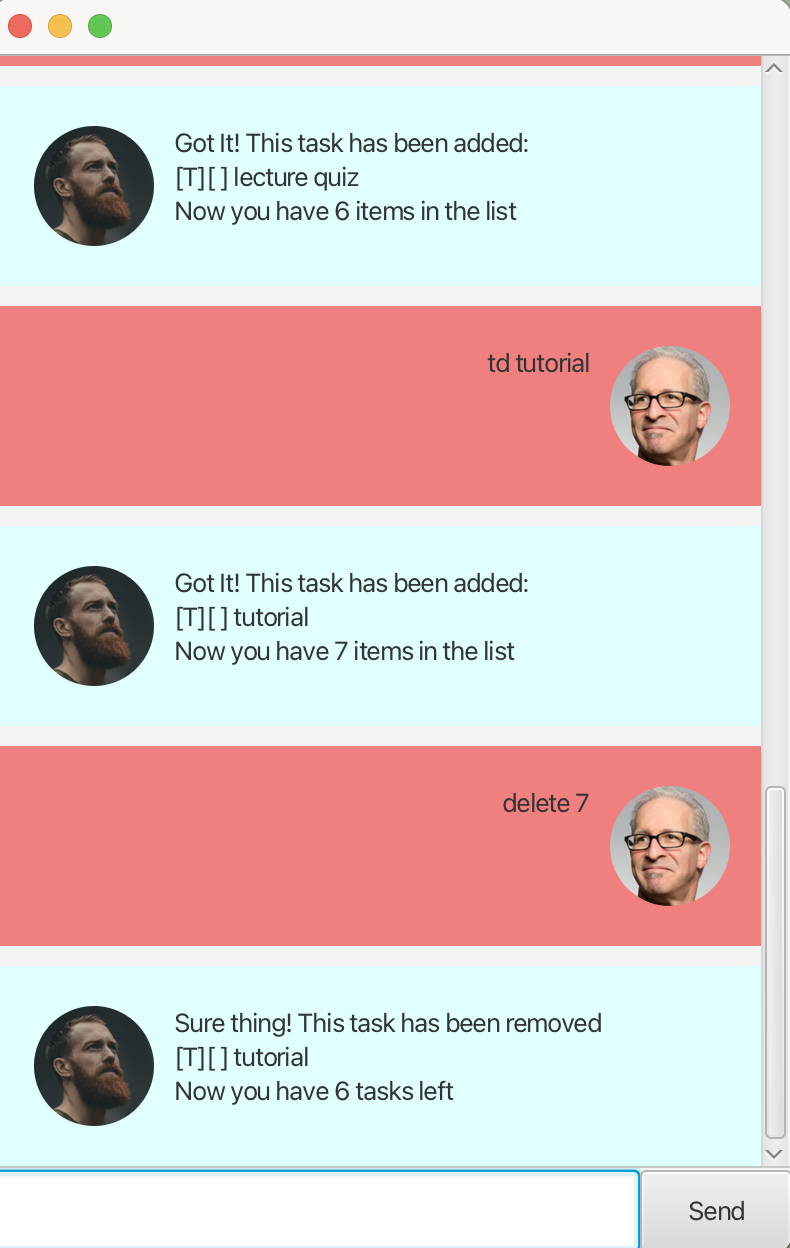 Got It! This task has been added:
[T][ ] lecture quiz
Now you have 6 items in the list
td tutorial
Got It! This task has been added:
[T][ ] tutorial
Now you have 7 items in the list
delete 7
Sure thing! This task has been removed
[T][ ] tutorial
Now you have 6 tasks left
Send